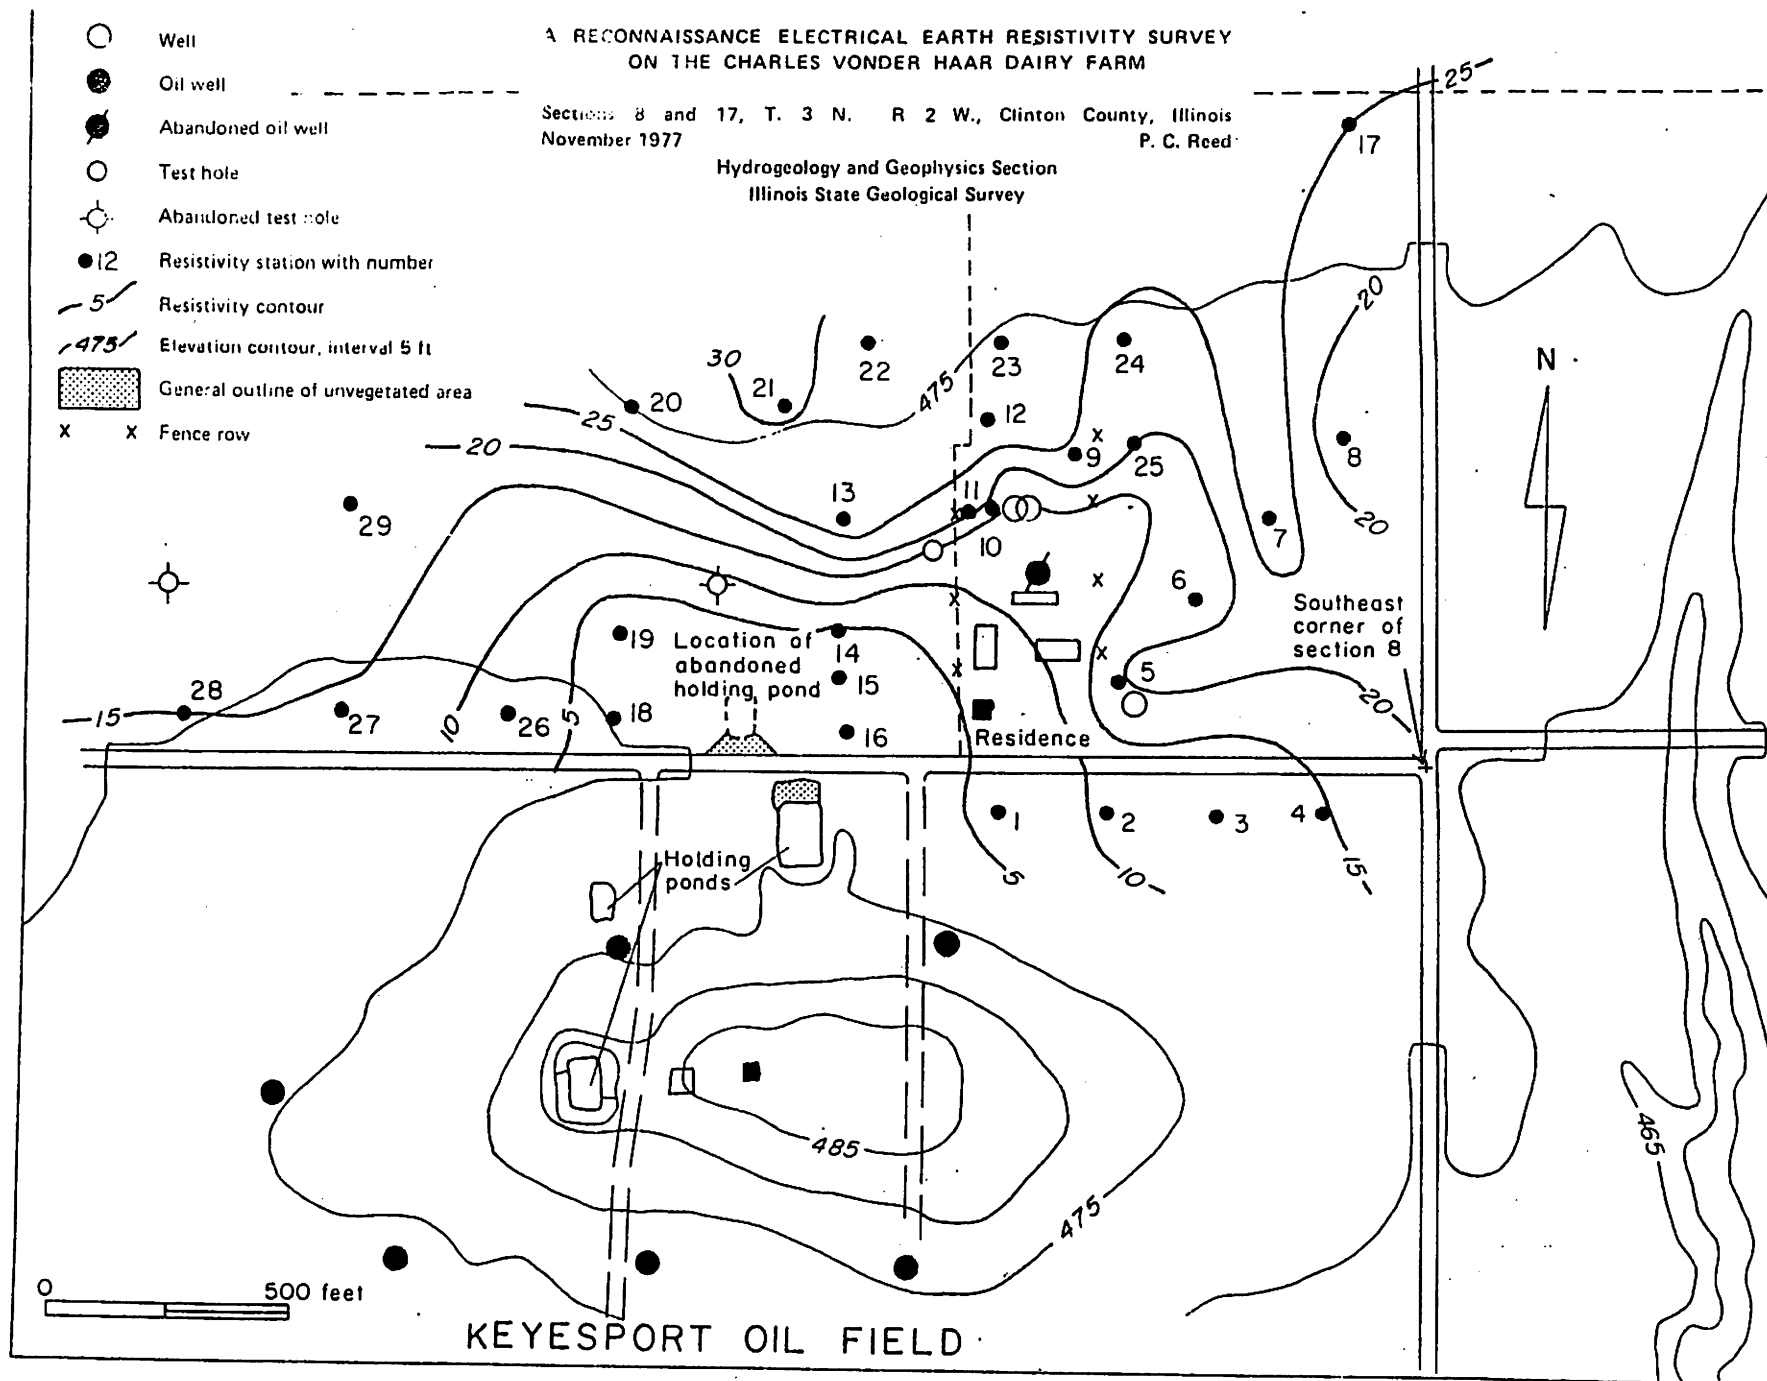 A RECONNAISSANCE ELECTRICAL EARTH RESISTIVITY SURVEY
ON THE CHARLES VONDER HAAR DAIRY FARM
Sections 8 and 17, T. 3 N. R 2 W., Clinton County, Illinois
November 1977 P. C. Reed
Hydrogeology and Geophysics Section
Illinois State Geological Survey
Well
Oil well
Abandoned oil well
Test hole
Abandoned test hole
12 Resistivity station with number
5 Resistivity contour
475 Elevation contour, interval 5 ft
General outline of unvegetated area
x x Fence row
25
17
20
30
22
23
24
N
21
20
475
12
25
20
x
9
25
8
13
11
x
x
20
29
10
7
6
x
x
Southeast
corner of
section 8
19
Location of
abandoned
holding pond
14
x
x
5
15
28
20
15
27
10
26
5
18
16
Residence
1
2
3
4
Holding
ponds
5
10
15
485
465
475
0 500 feet
KEYESPORT OIL FIELD